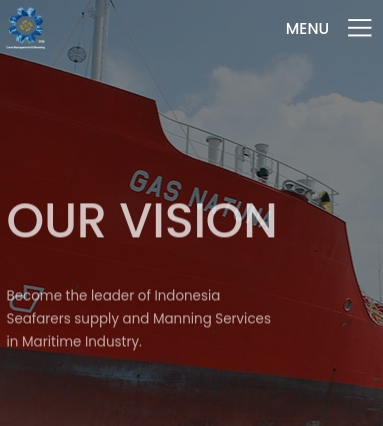 MENU
GAS NATUNA
OUR VISION
Become the leader of Indonesia
Seafarers supply and Manning Services
in Maritime Industry.